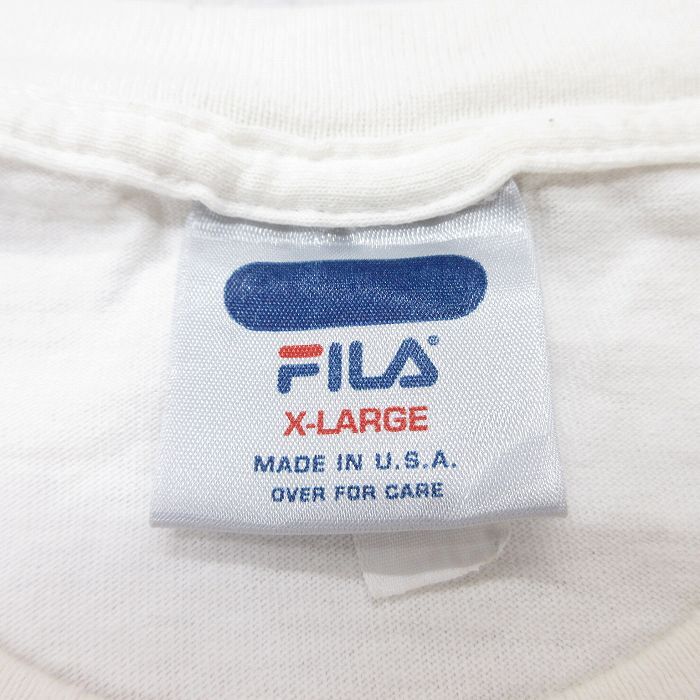 FILA®
X-LARGE
MADE IN U.S.A.
OVER FOR CARE